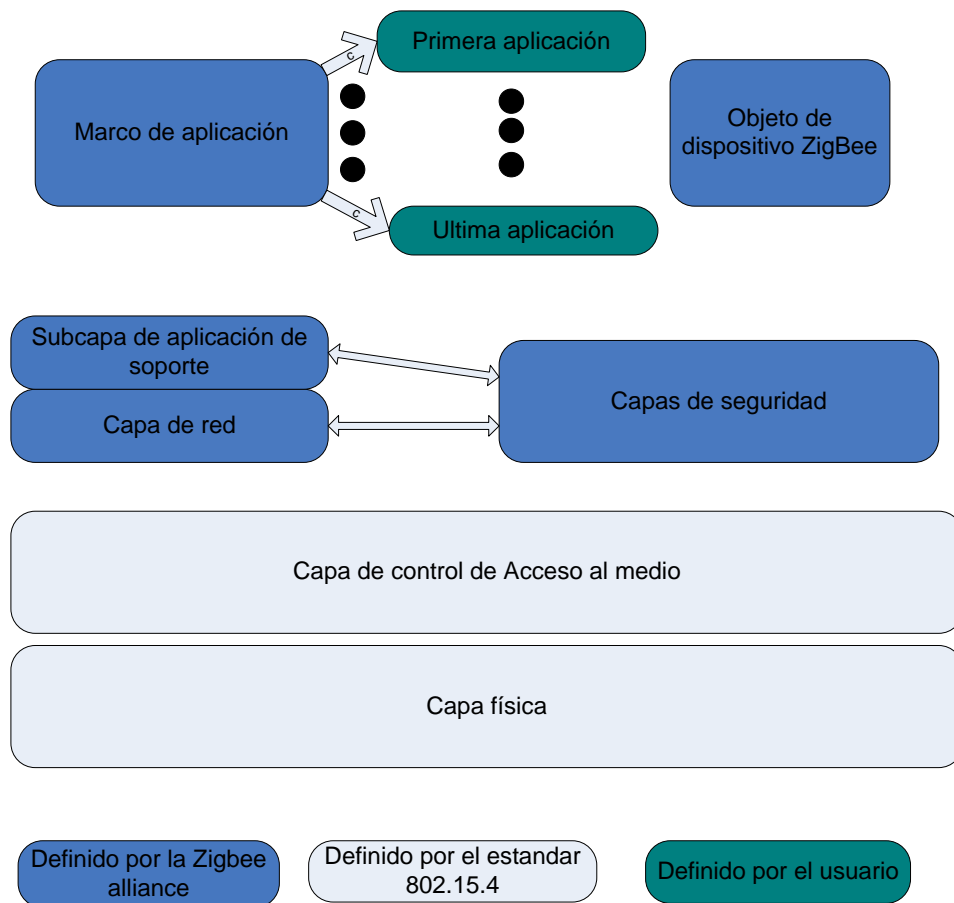 Primera aplicación
Marco de aplicación
Objeto de
dispositivo ZigBee
c
c
Ultima aplicación
Subcapa de aplicación de
soporte
Capa de red
Capas de seguridad
Capa de control de Acceso al medio
Capa física
Definido por la Zigbee
alliance
Definido por el estandar
802.15.4
Definido por el usuario